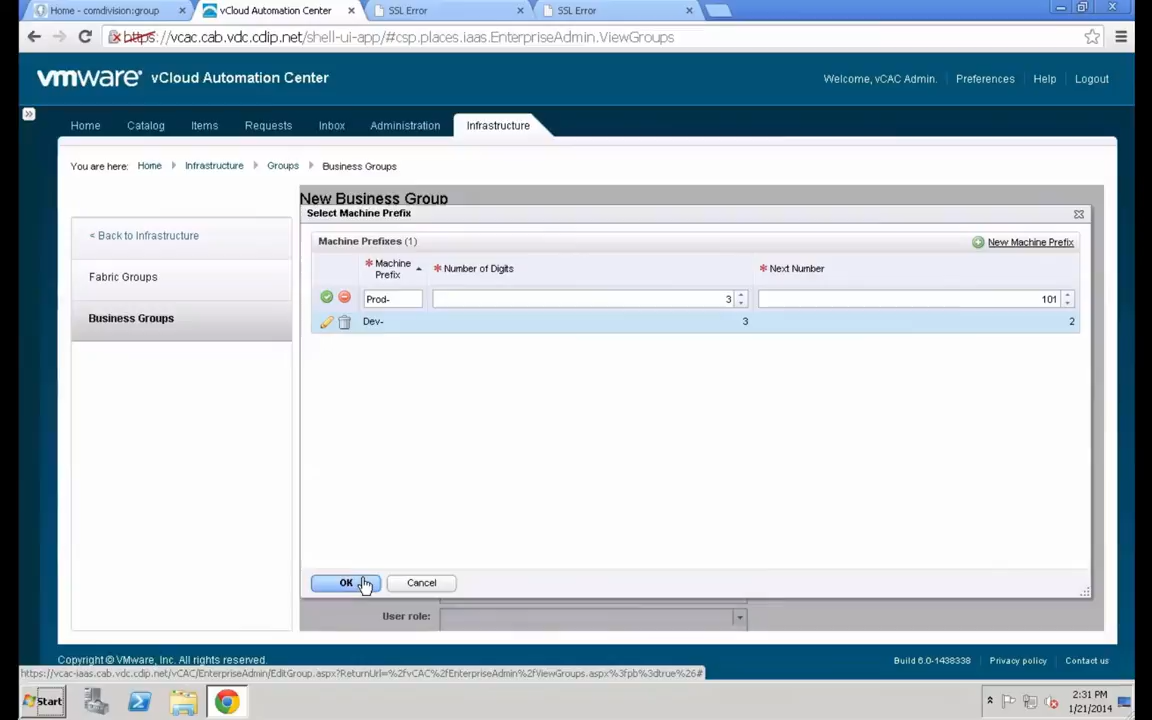 Home - comdivision:group
vCloud Automation Center
SSL Error
SSL Error
https://vcac.cab.vdc.cdip.net/shell-ui-app/#csp.places.iaas.EnterpriseAdmin.ViewGroups
vmware® vCloud Automation Center
Welcome, vCAC Admin.
Preferences
Help
Logout
Home
Catalog
Items
Requests
Inbox
Administration
Infrastructure
You are here: Home Infrastructure Groups Business Groups
New Business Group
Select Machine Prefix
< Back to Infrastructure
Fabric Groups
Business Groups
Machine Prefixes (1)
New Machine Prefix
* Machine Prefix
* Number of Digits
* Next Number
Prod- 3 101
Dev- 3 2
OK
Cancel
User role:
Copyright © VMware, Inc. All rights reserved.
Build 6.0-1438338
Privacy policy
Contact us
https://vcac-iaas.cab.vdc.cdip.net/vCAC/EnterpriseAdmin/EditGroup.aspx?ReturnUrl=%2fvCAC%2fEnterpriseAdmin%2fViewGroups.aspx%3fpb%3dtrue%26#
Start
2:31 PM
1/21/2014